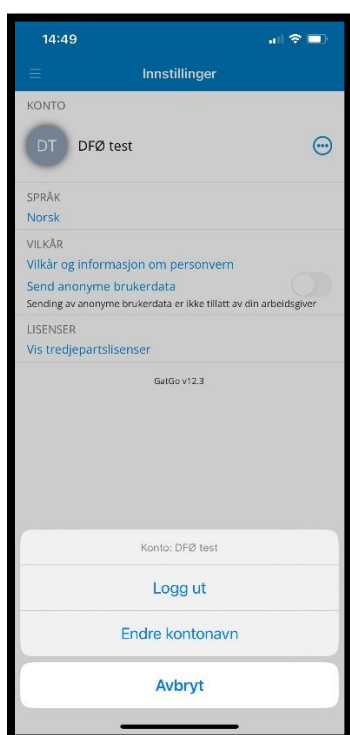 14:49
Innstillinger
KONTO
DT
DFØ test
SPRÅK
Norsk
VILKÅR
Vilkår og informasjon om personvern
Send anonyme brukerdata
Sending av anonyme brukerdata er ikke tillatt av din arbeidsgiver
LISENSER
Vis tredjepartslisenser
GatGo v12.3
Konto: DFØ test
Logg ut
Endre kontonavn
Avbryt